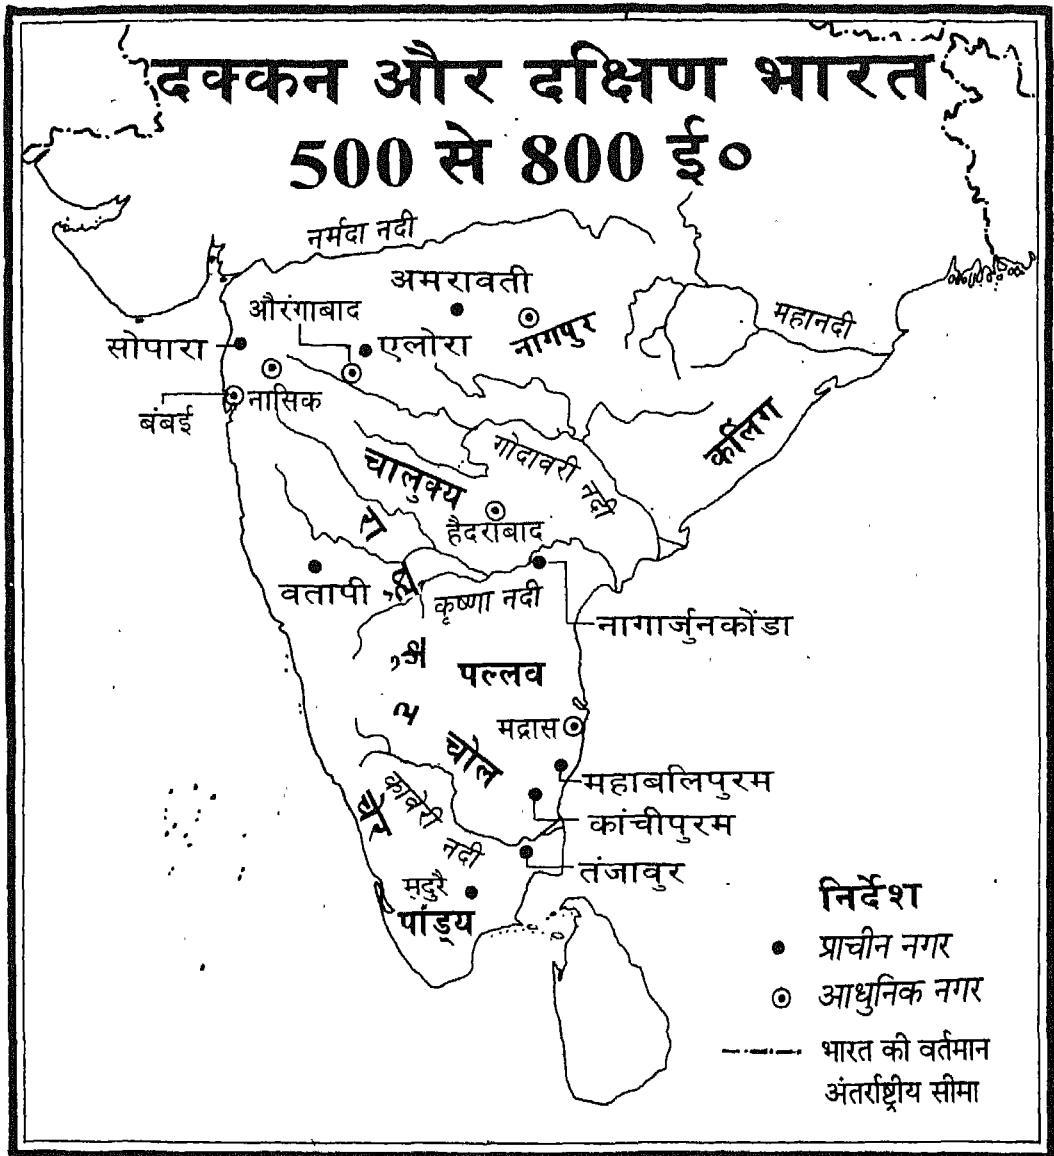 दक्कन और दक्षिण भारत
500 से 800 ई०
नर्मदा नदी
अमरावती
औरंगाबाद
महानदी
सोपारा
एलोरा
नागपुर
बंबई
नासिक
कलिंग
गोदावरी नदी
चालुक्य
हैदराबाद
राष्ट्रकूट
वतापी
कृष्णा नदी
नागार्जुनकोंडा
पल्लव
मद्रास
चोल
महाबलिपुरम
कावेरी नदी
चेर
कांचीपुरम
तंजावुर
मदुरै
पांड्य
निर्देश
प्राचीन नगर
आधुनिक नगर
भारत की वर्तमान
अंतर्राष्ट्रीय सीमा